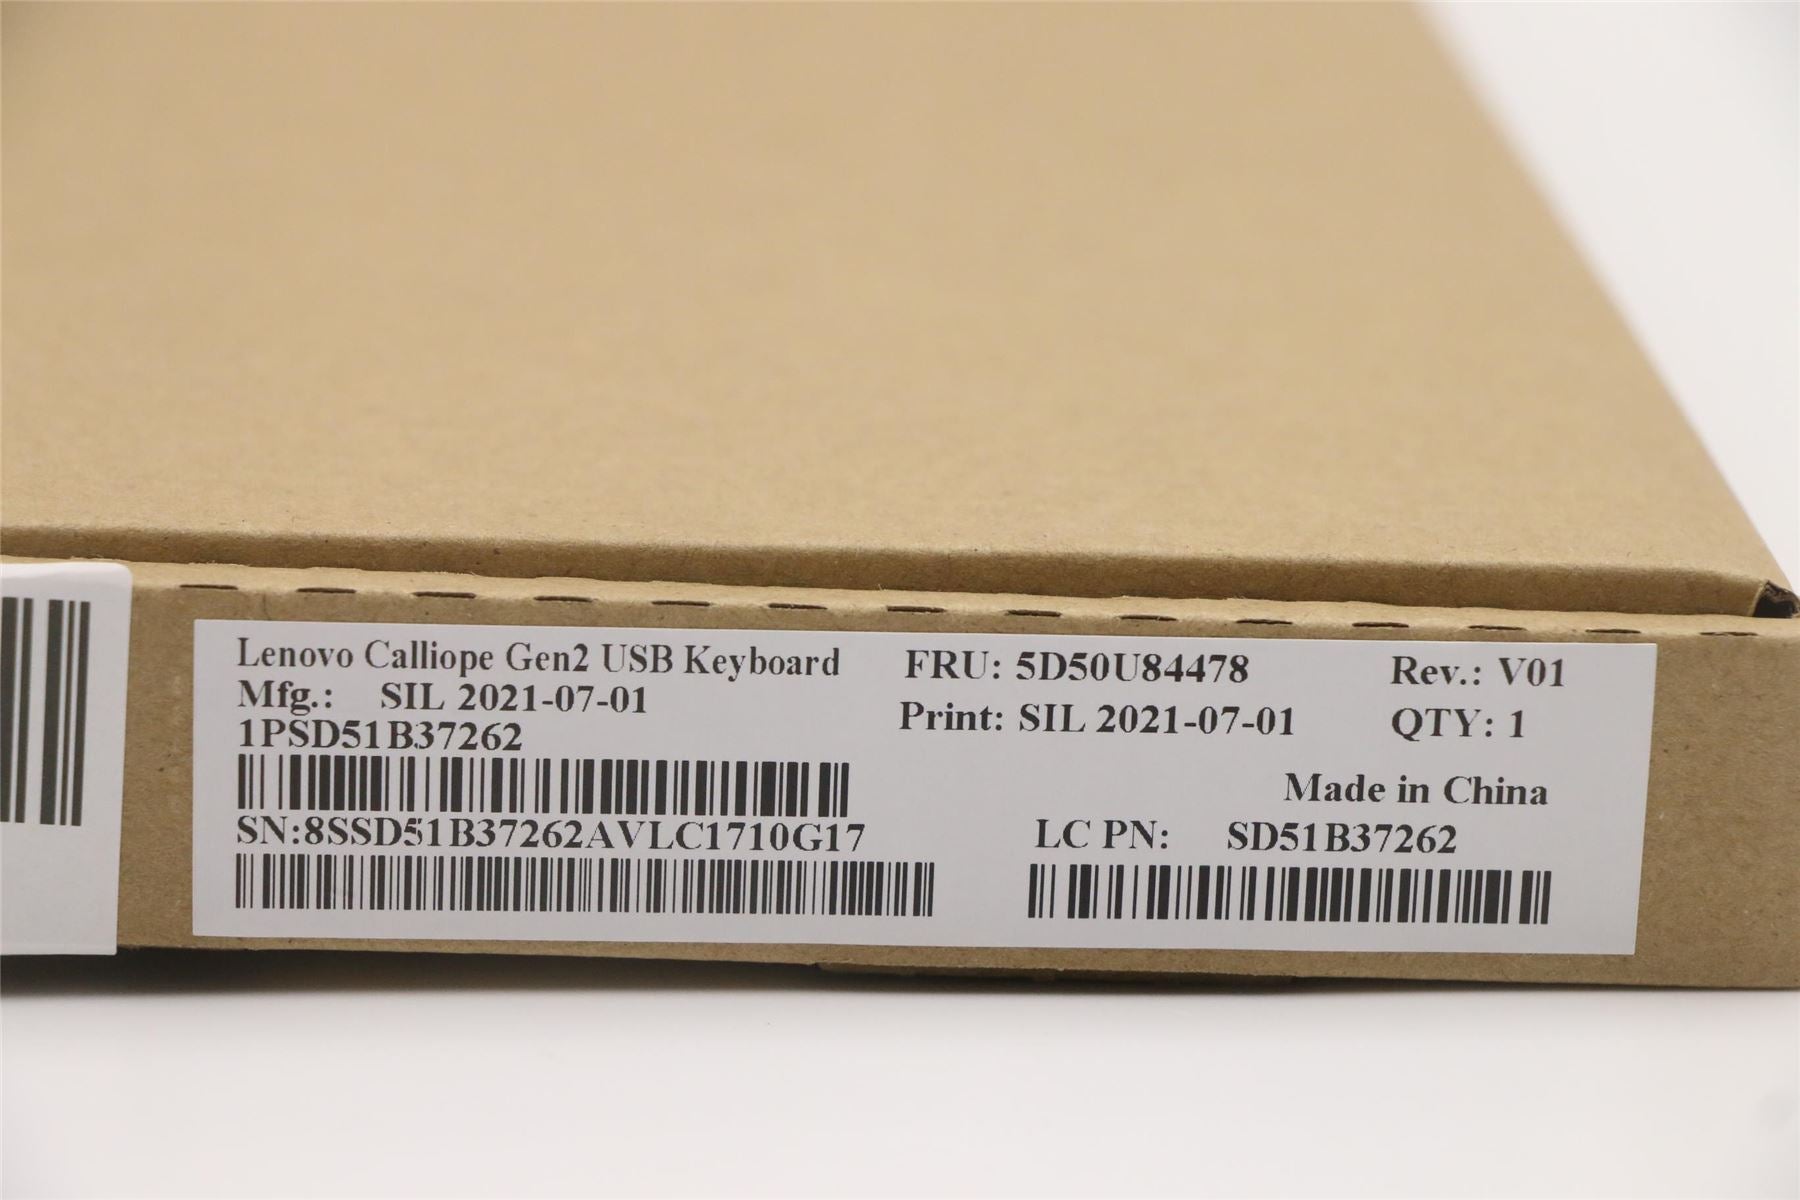 Lenovo Calliope Gen2 USB Keyboard
Mfg.: SIL 2021-07-01
1PSD51B37262
SN:8SSD51B37262AVLC1710G17
FRU: 5D50U84478
Print: SIL 2021-07-01
Rev.: V01
QTY: 1
Made in China
LC PN: SD51B37262